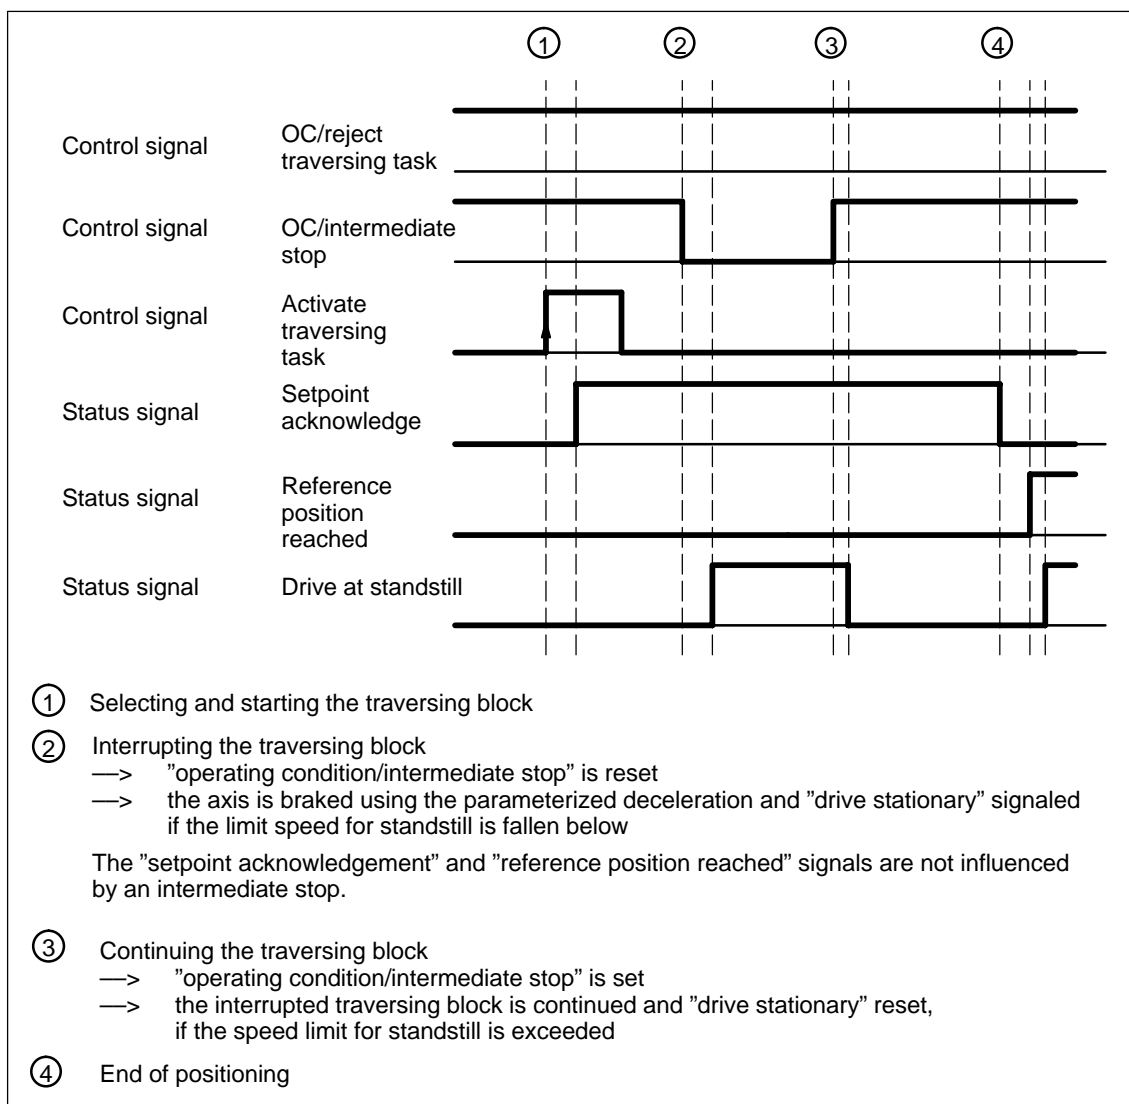 1 2 3 4
Control signal OC/reject
traversing task
Control signal OC/intermediate
stop
Control signal Activate
traversing
task
Status signal Setpoint
acknowledge
Status signal Reference
position
reached
Status signal Drive at standstill
1 Selecting and starting the traversing block
2 Interrupting the traversing block
—> ”operating condition/intermediate stop” is reset
—> the axis is braked using the parameterized deceleration and ”drive stationary” signaled
if the limit speed for standstill is fallen below
The ”setpoint acknowledgement” and ”reference position reached” signals are not influenced
by an intermediate stop.
3 Continuing the traversing block
—> ”operating condition/intermediate stop” is set
—> the interrupted traversing block is continued and ”drive stationary” reset,
if the speed limit for standstill is exceeded
4 End of positioning